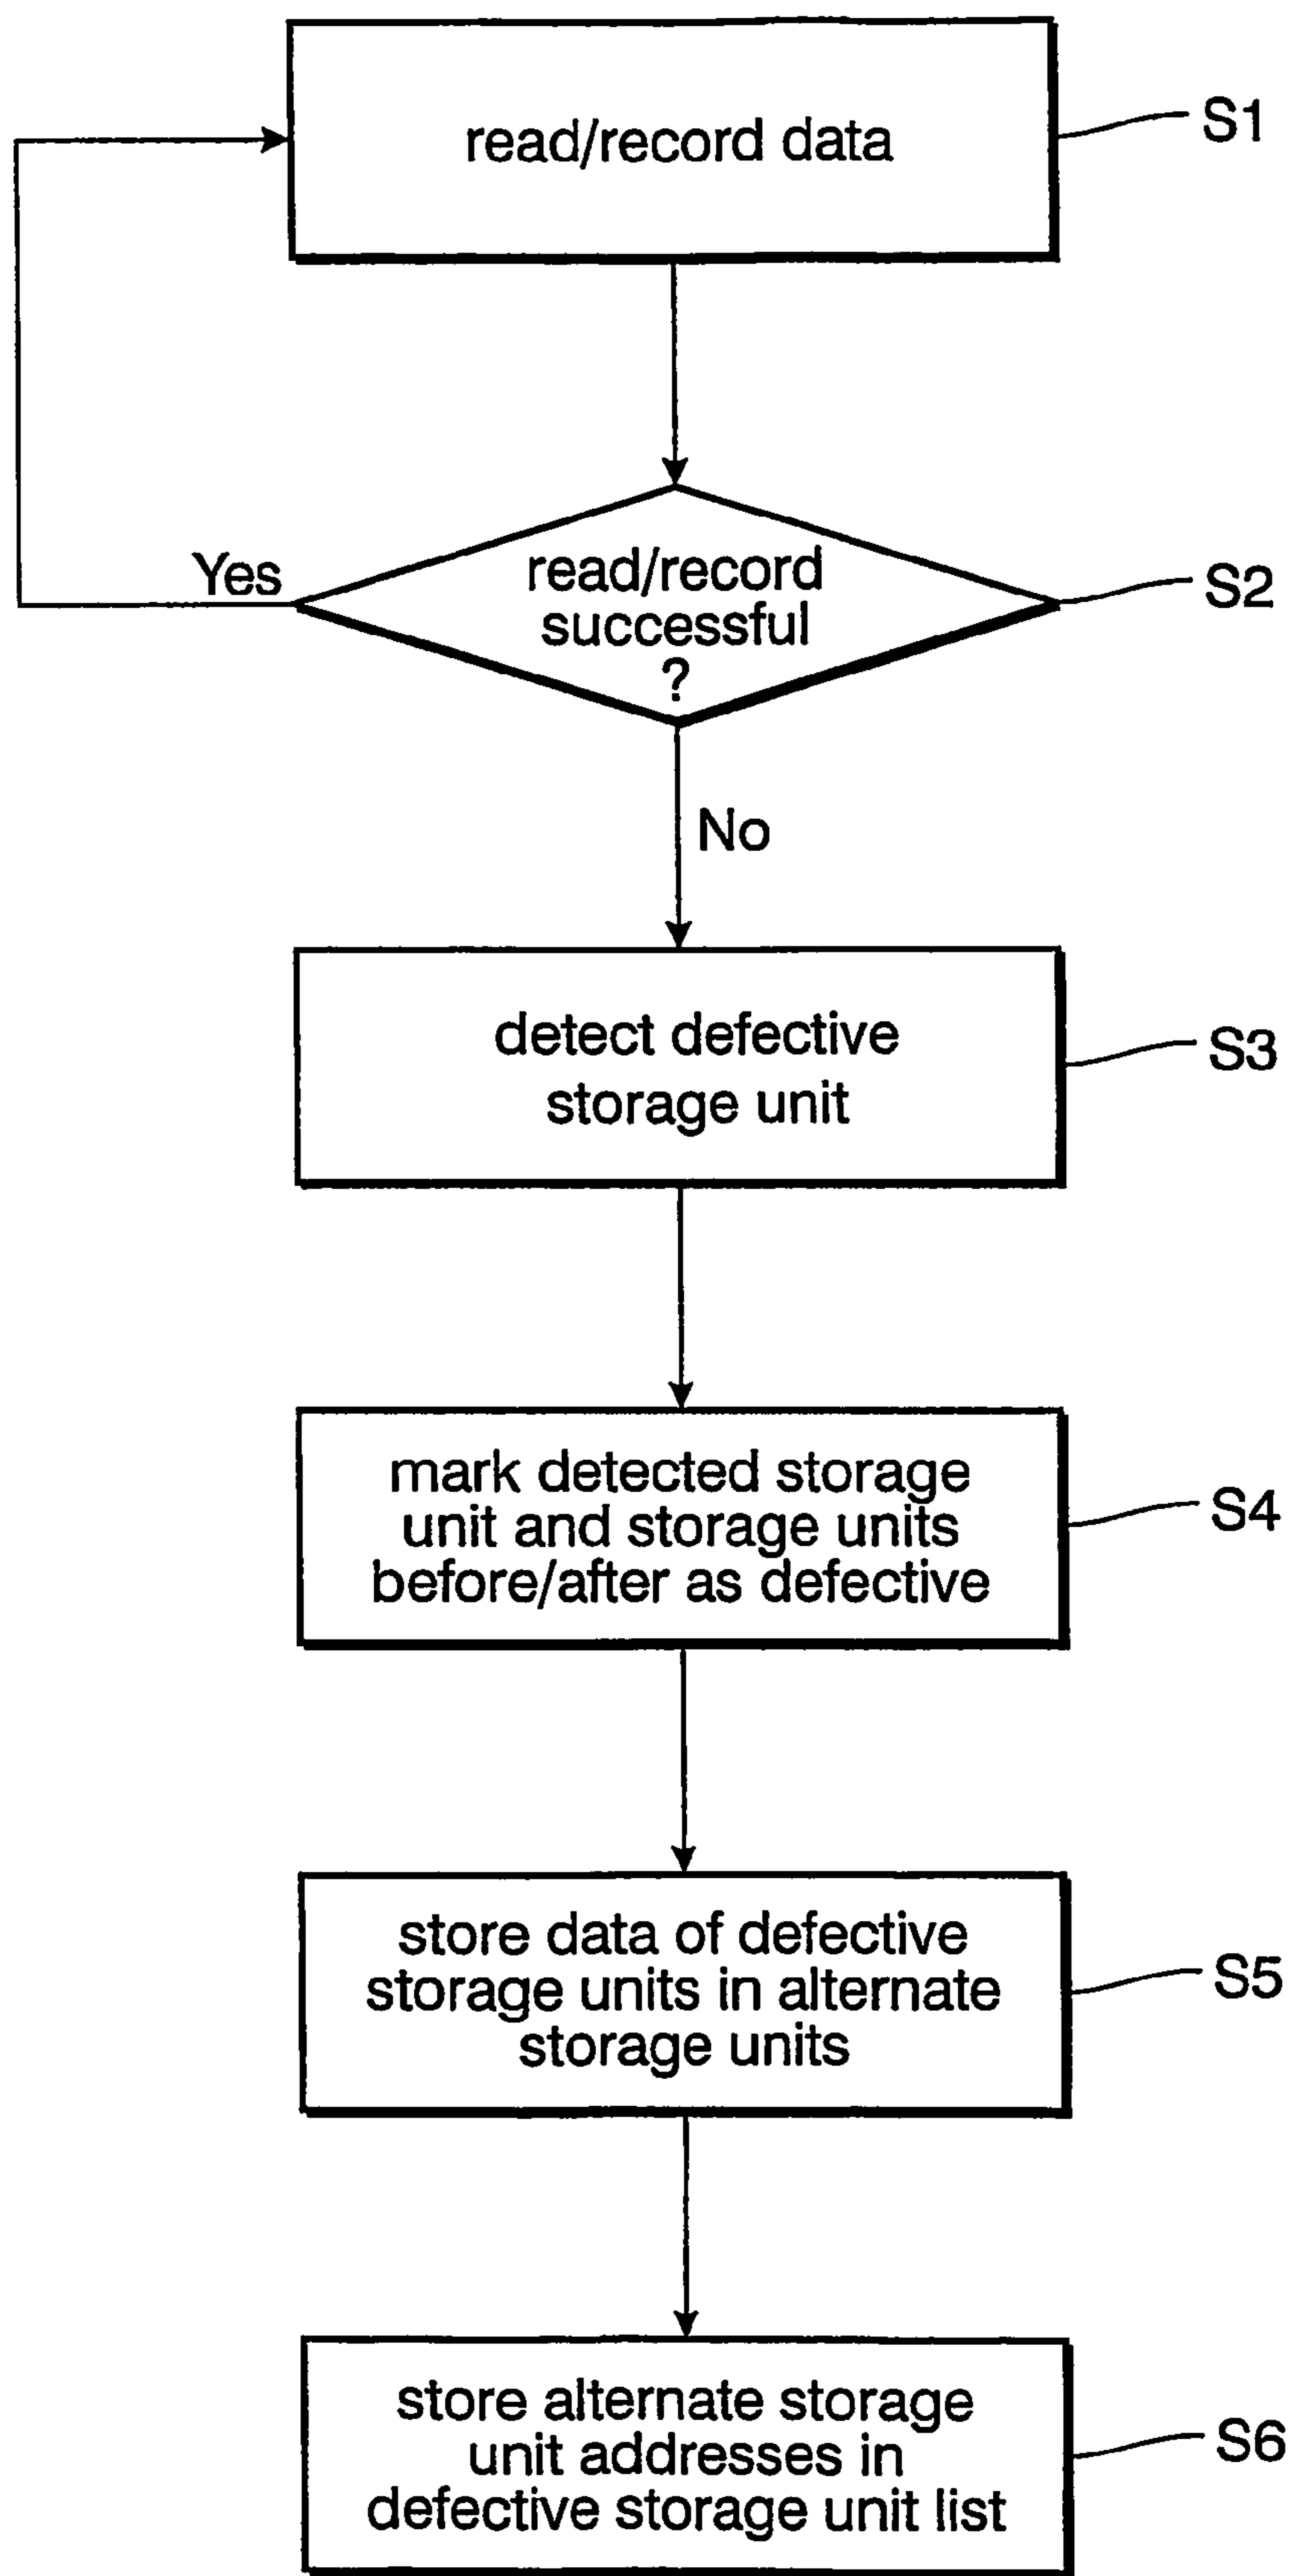 read/record data
S1
Yes
read/record
successful
?
S2
No
detect defective
storage unit
S3
mark detected storage
unit and storage units
before/after as defective
S4
store data of defective
storage units in alternate
storage units
S5
store alternate storage
unit addresses in
defective storage unit list
S6